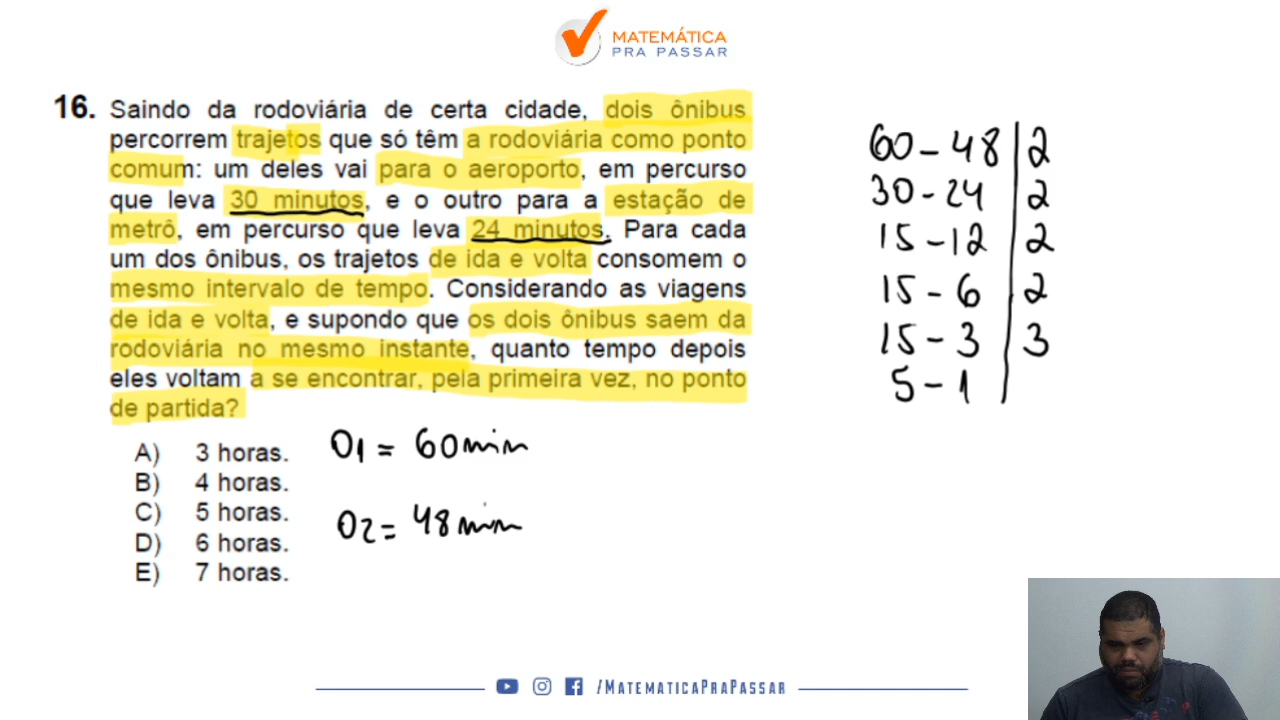 MATEMÁTICA
PRA PASSAR
16. Saindo da rodoviária de certa cidade, dois ônibus
percorrem trajetos que só têm a rodoviária como ponto
comum: um deles vai para o aeroporto, em percurso
que leva 30 minutos, e o outro para a estação de
metrô, em percurso que leva 24 minutos. Para cada
um dos ônibus, os trajetos de ida e volta consomem o
mesmo intervalo de tempo. Considerando as viagens
de ida e volta, e supondo que os dois ônibus saem da
rodoviária no mesmo instante, quanto tempo depois
eles voltam a se encontrar, pela primeira vez, no ponto
de partida?
A) 3 horas.
B) 4 horas.
C) 5 horas.
D) 6 horas.
E) 7 horas.
O1 = 60min
O2 = 48min
60 - 48 | 2
30 - 24 | 2
15 - 12 | 2
15 - 6 | 2
15 - 3 | 3
5 - 1 |
/MATEMATICAPRAPASSAR